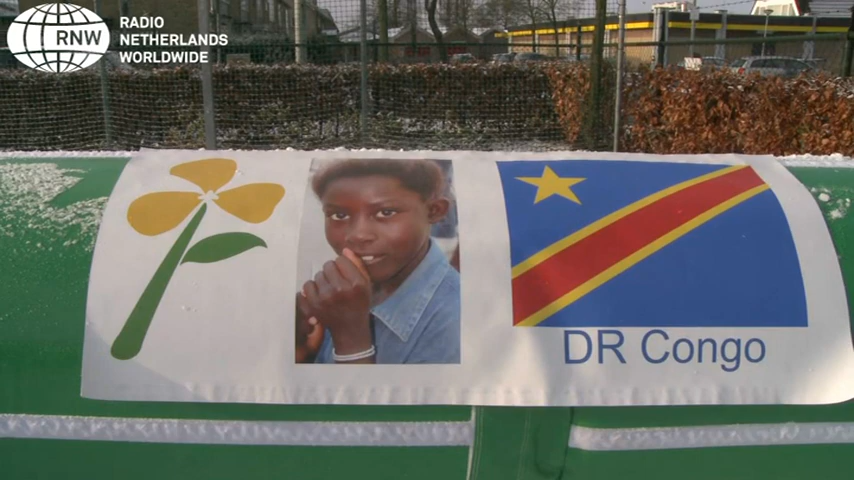 RNW
RADIO
NETHERLANDS
WORLDWIDE
DR Congo